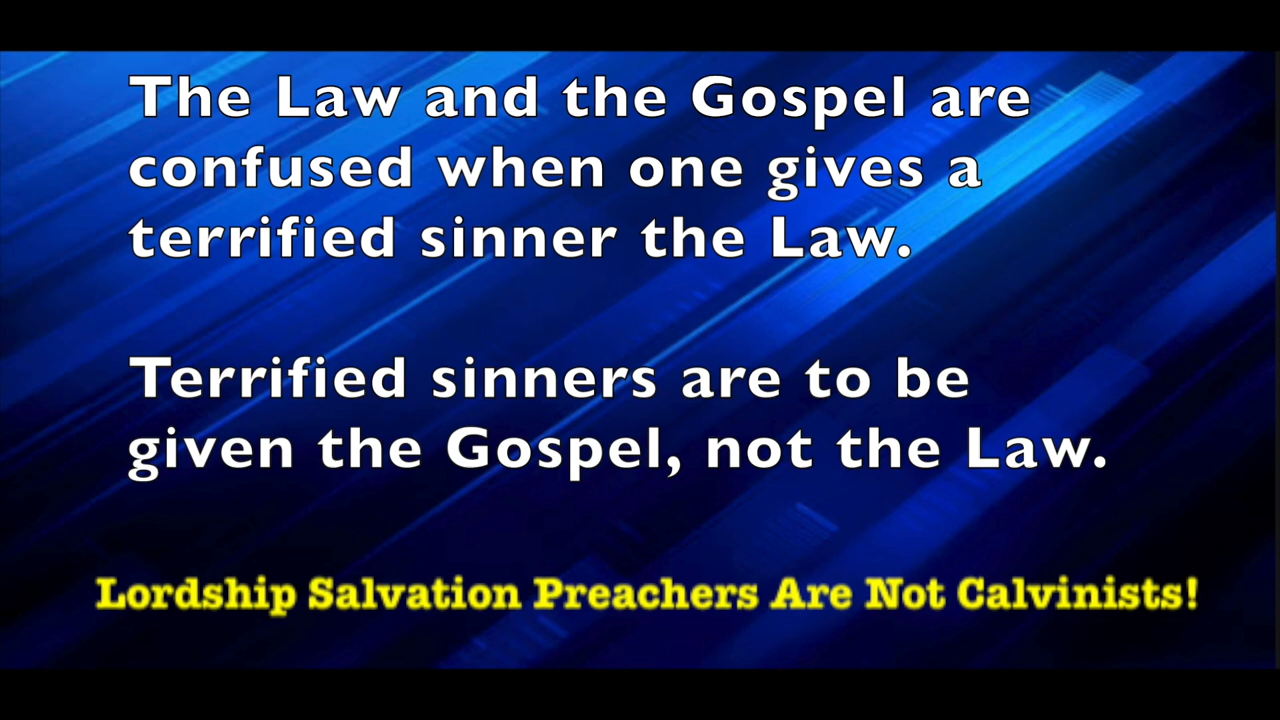 The Law and the Gospel are
confused when one gives a
terrified sinner the Law.
Terrified sinners are to be
given the Gospel, not the Law.
Lordship Salvation Preachers Are Not Calvinists!